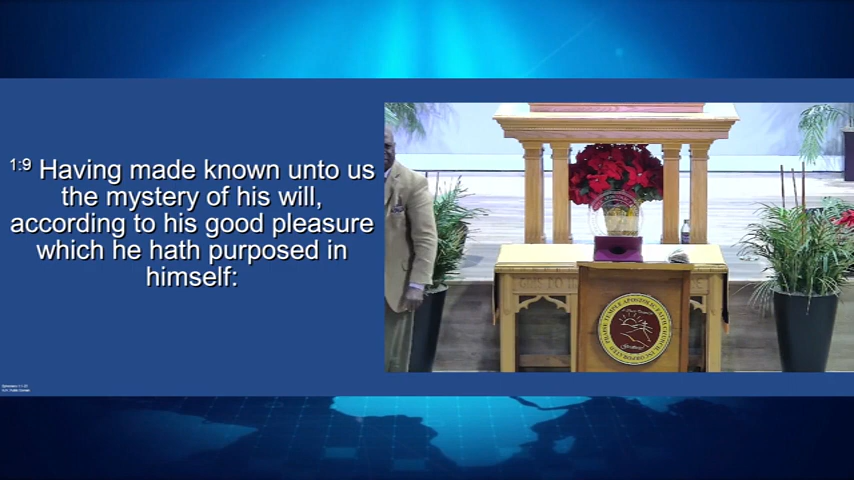 1:9 Having made known unto us
the mystery of his will,
according to his good pleasure
which he hath purposed in
himself: